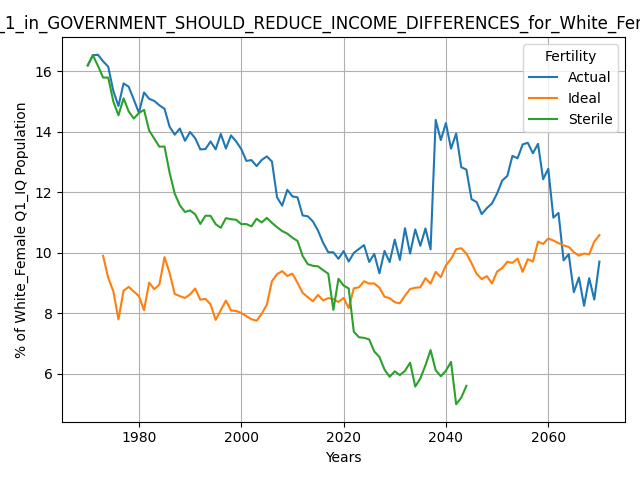 _1_in_GOVERNMENT_SHOULD_REDUCE_INCOME_DIFFERENCES_for_White_Fer
Fertility
Actual
Ideal
Sterile
% of White_Female Q1_IQ Population
16
14
12
10
8
6
1980
2000
2020
2040
2060
Years